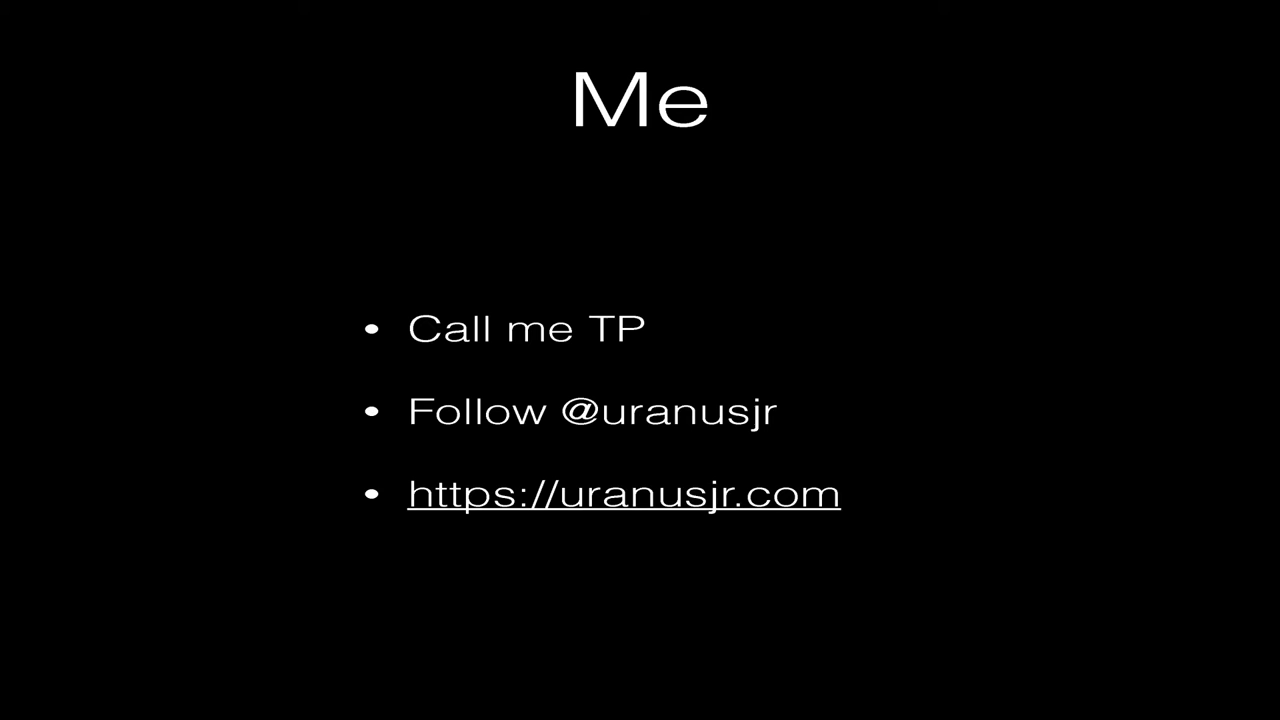 Me
• Call me TP
• Follow @uranusjr
• https://uranusjr.com